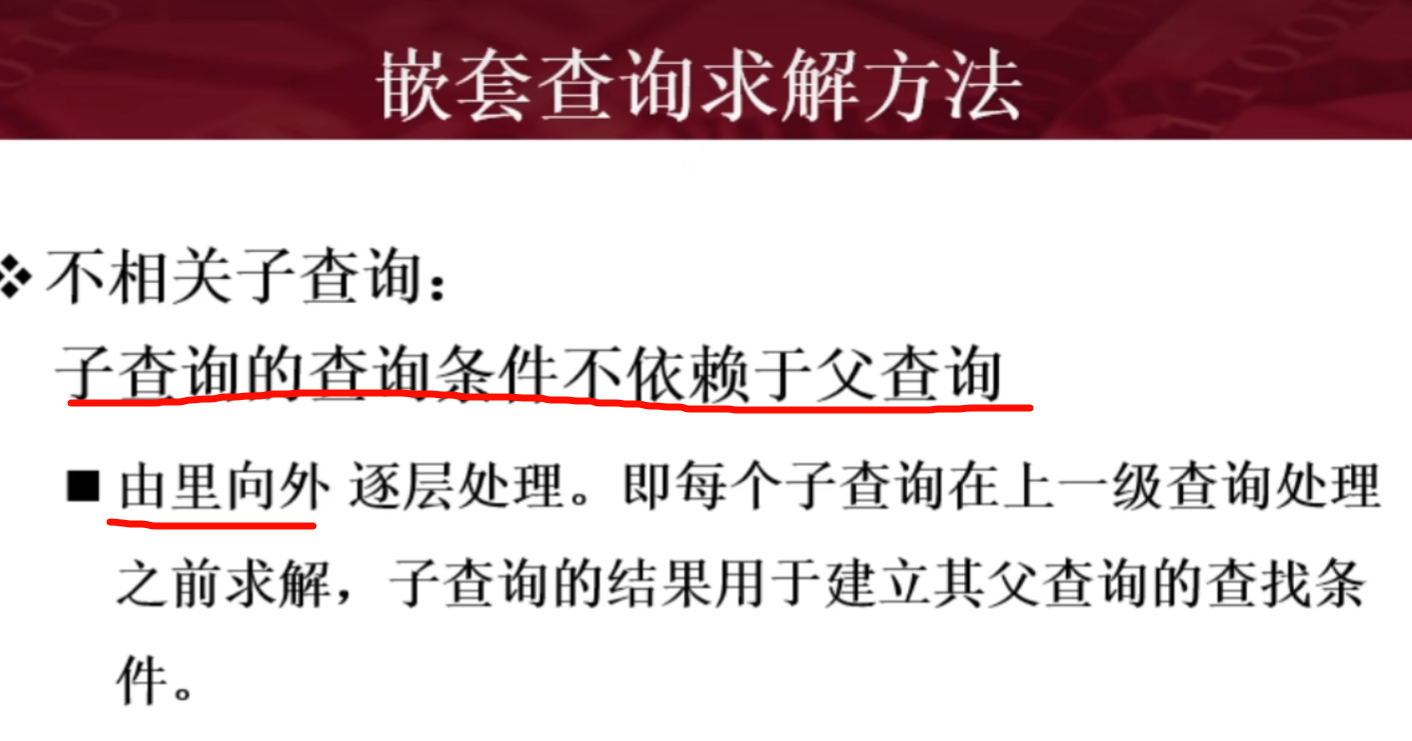 嵌套查询求解方法
❖不相关子查询：
子查询的查询条件不依赖于父查询
■ 由里向外 逐层处理。即每个子查询在上一级查询处理
之前求解，子查询的结果用于建立其父查询的查找条
件。